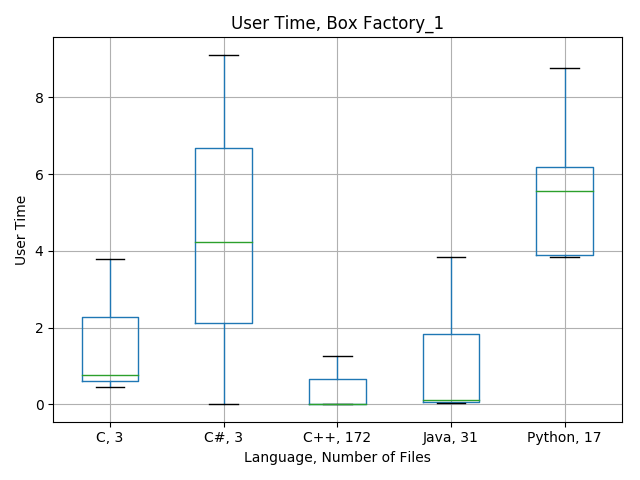 User Time, Box Factory_1
User Time
8
6
4
2
0
C, 3
C#, 3
C++, 172
Java, 31
Python, 17
Language, Number of Files